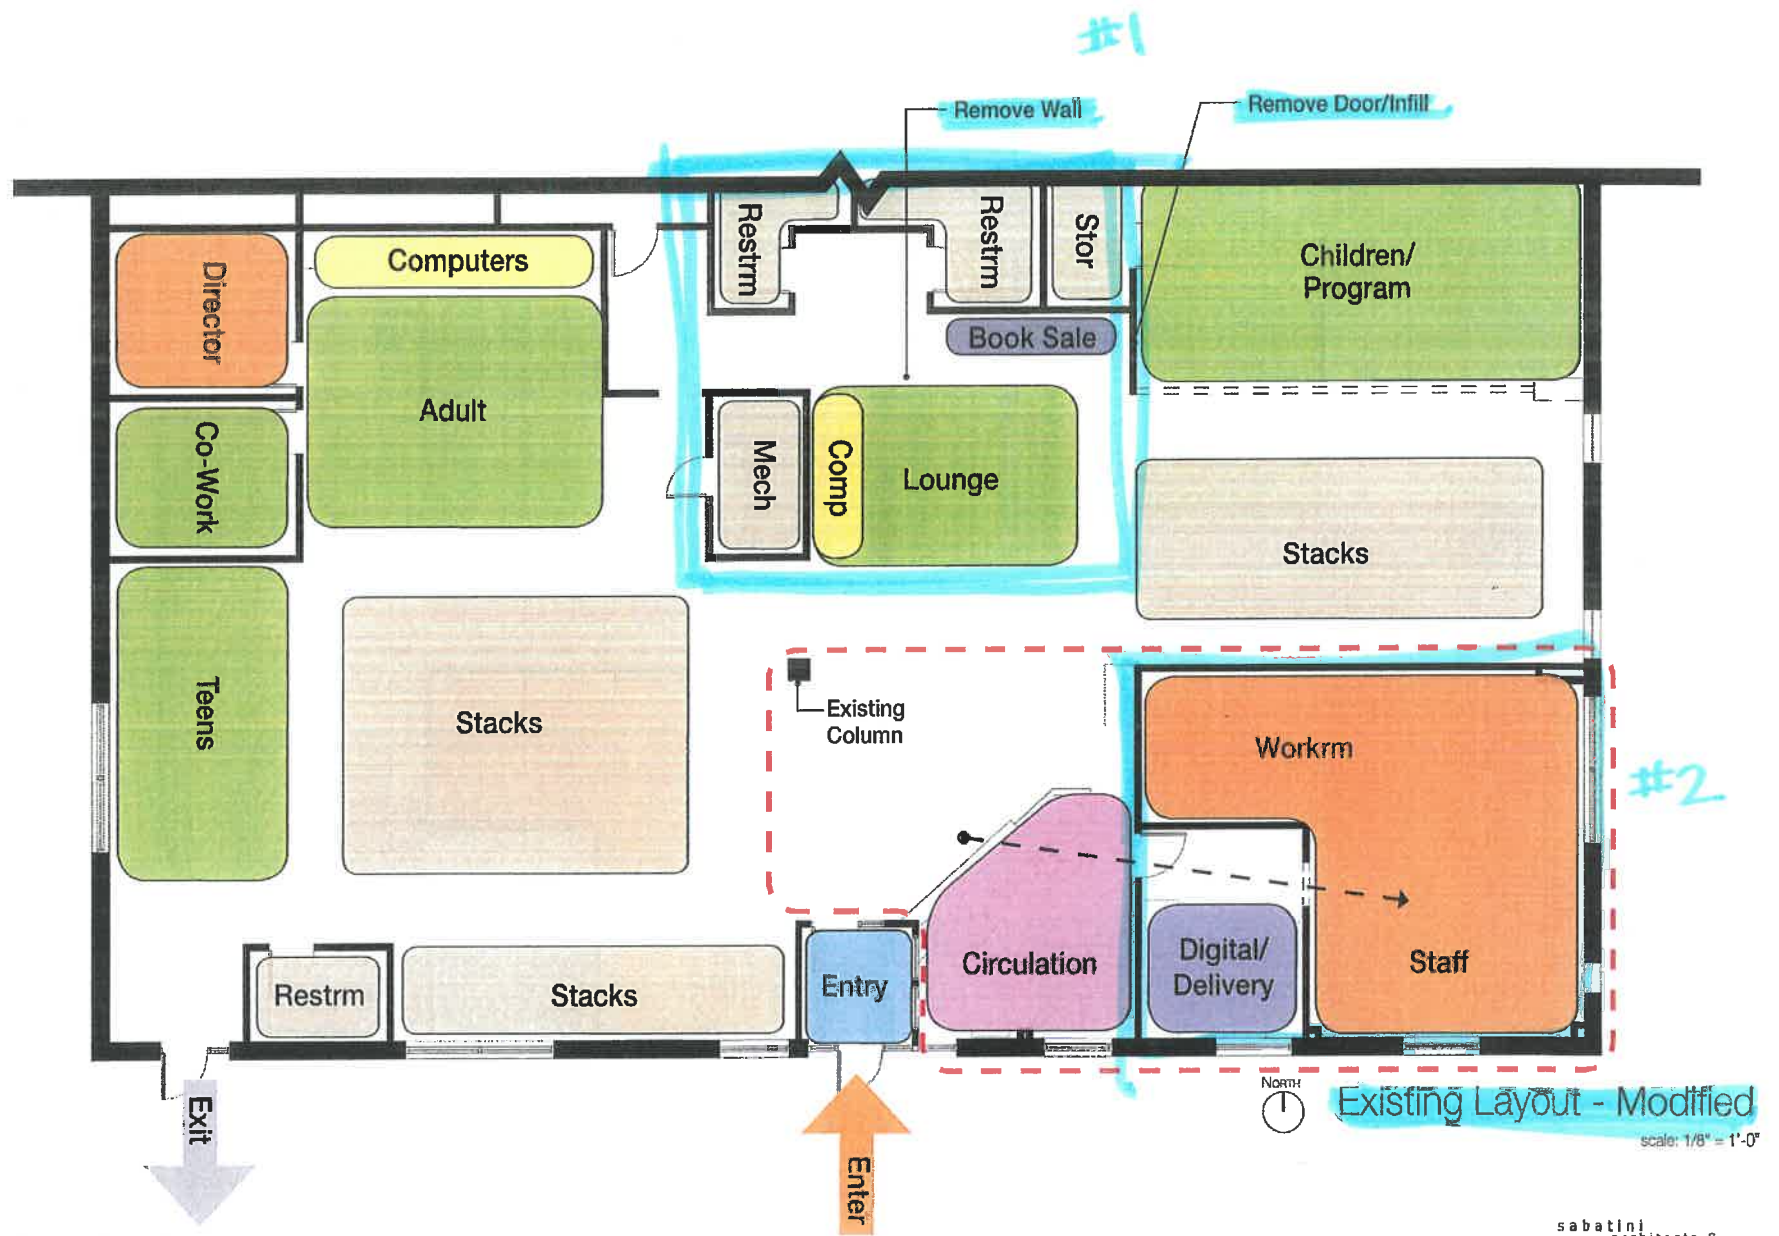 #1
Remove Wall
Remove Door/Infill
Restrm
Restrm
Stor
Children/
Program
Director
Computers
Book Sale
Adult
Co-Work
Mech
Comp
Lounge
Stacks
Teens
Stacks
Existing
Column
Workrm
#2
Restrm
Stacks
Entry
Circulation
Digital/
Delivery
Staff
Exit
Enter
NORTH
Existing Layout - Modified
scale: 1/8" = 1'-0"
sabatini